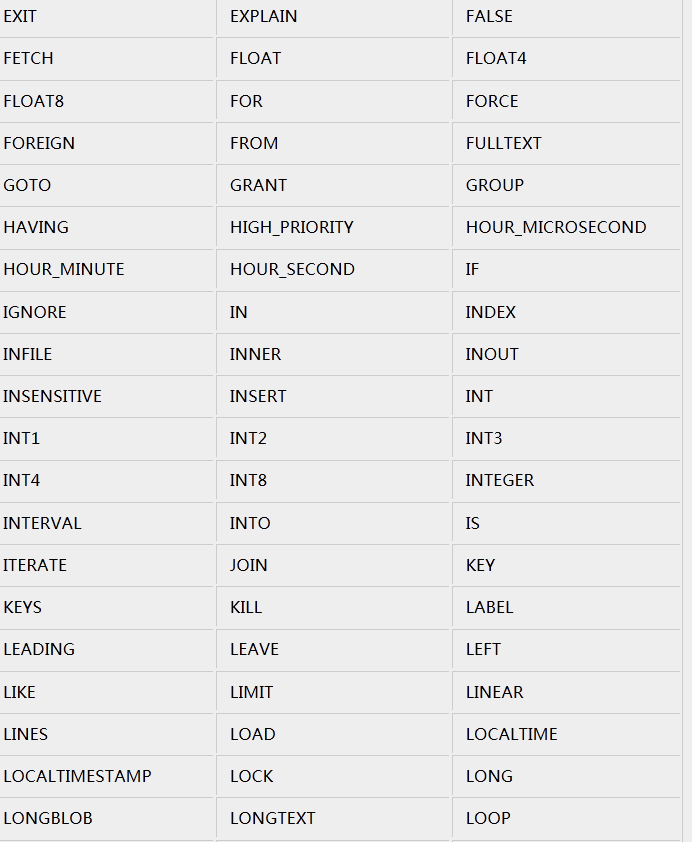 EXIT EXPLAIN FALSE
FETCH FLOAT FLOAT4
FLOAT8 FOR FORCE
FOREIGN FROM FULLTEXT
GOTO GRANT GROUP
HAVING HIGH_PRIORITY HOUR_MICROSECOND
HOUR_MINUTE HOUR_SECOND IF
IGNORE IN INDEX
INFILE INNER INOUT
INSENSITIVE INSERT INT
INT1 INT2 INT3
INT4 INT8 INTEGER
INTERVAL INTO IS
ITERATE JOIN KEY
KEYS KILL LABEL
LEADING LEAVE LEFT
LIKE LIMIT LINEAR
LINES LOAD LOCALTIME
LOCALTIMESTAMP LOCK LONG
LONGBLOB LONGTEXT LOOP